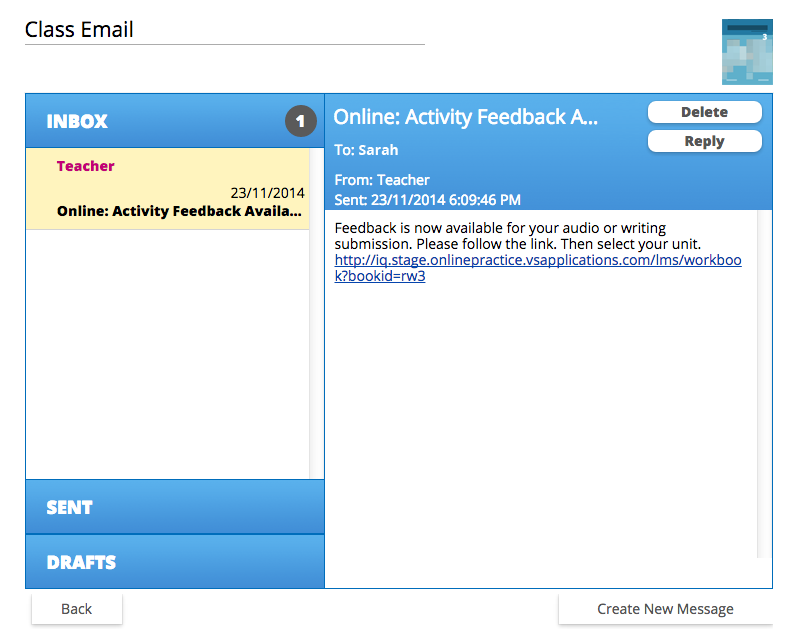 Class Email
3
INBOX
1
Teacher
23/11/2014
Online: Activity Feedback Availa...
SENT
DRAFTS
Online: Activity Feedback A...
Delete
Reply
To: Sarah
From: Teacher
Sent: 23/11/2014 6:09:46 PM
Feedback is now available for your audio or writing
submission. Please follow the link. Then select your unit.
http://iq.stage.onlinepractice.vsapplications.com/lms/workboo
k?bookid=rw3
Back
Create New Message